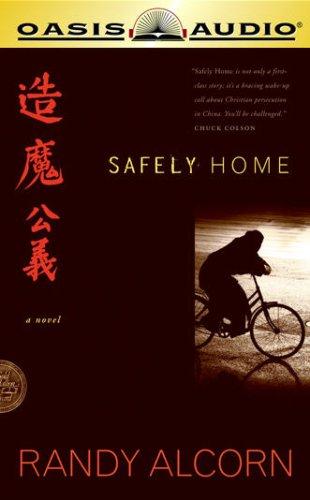 OASIS AUDIO®
"Safely Home is not only a first-
class story; it's a bracing wake-up
call about Christian persecution
in China. You'll be challenged."
CHUCK COLSON
造魔公義
SAFELY HOME
a novel
RANDY ALCORN